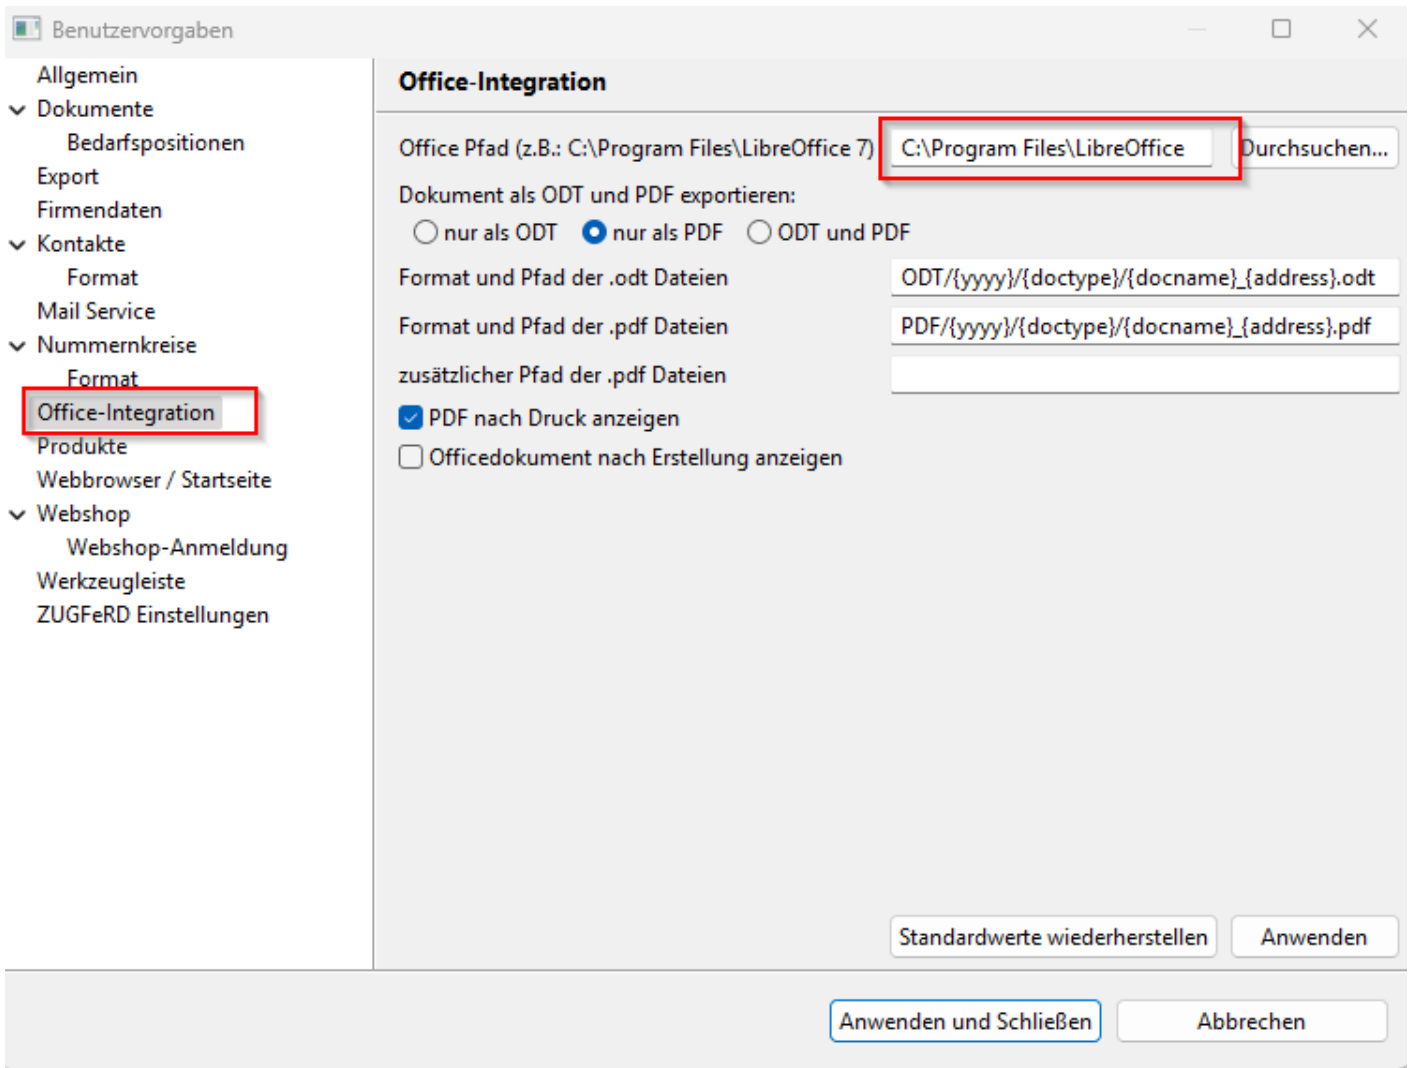 Benutzervorgaben
Allgemein
Dokumente
Bedarfspositionen
Export
Firmendaten
Kontakte
Format
Mail Service
Nummernkreise
Format
Office-Integration
Produkte
Webbrowser / Startseite
Webshop
Webshop-Anmeldung
Werkzeugleiste
ZUGFeRD Einstellungen
Office-Integration
Office Pfad (z.B.: C:\Program Files\LibreOffice 7) C:\Program Files\LibreOffice Durchsuchen...
Dokument als ODT und PDF exportieren:
nur als ODT nur als PDF ODT und PDF
Format und Pfad der .odt Dateien ODT/{yyyy}/{doctype}/{docname}_{address}.odt
Format und Pfad der .pdf Dateien PDF/{yyyy}/{doctype}/{docname}_{address}.pdf
zusätzlicher Pfad der .pdf Dateien
PDF nach Druck anzeigen
Officedokument nach Erstellung anzeigen
Standardwerte wiederherstellen Anwenden
Anwenden und Schließen Abbrechen